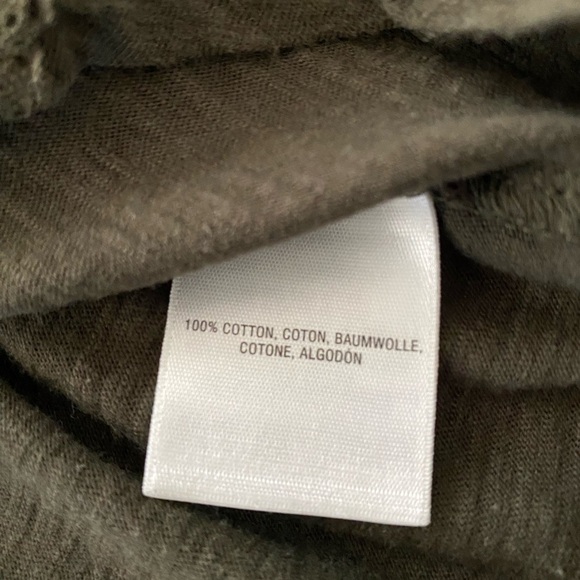 100% COTTON, COTON, BAUMWOLLE,
COTONE, ALGODÓN